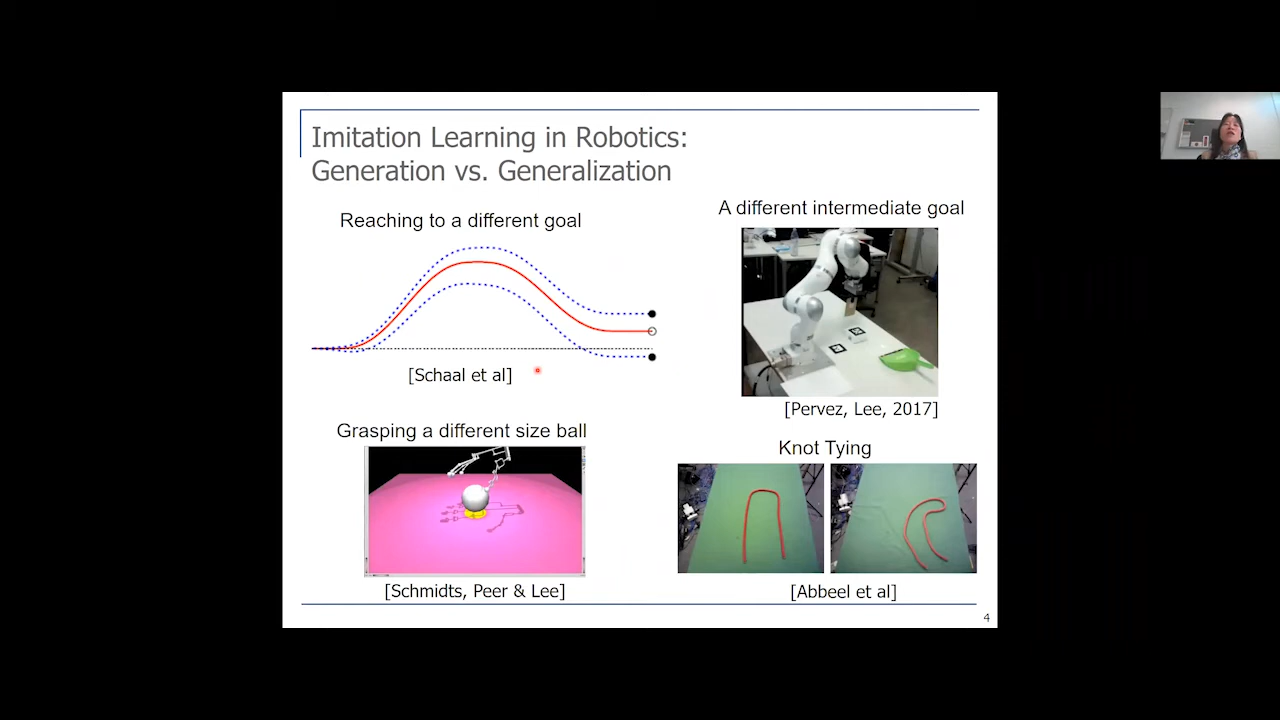 Imitation Learning in Robotics:
Generation vs. Generalization
Reaching to a different goal
[Schaal et al]
A different intermediate goal
[Pervez, Lee, 2017]
Grasping a different size ball
[Schmidts, Peer & Lee]
Knot Tying
[Abbeel et al]
4